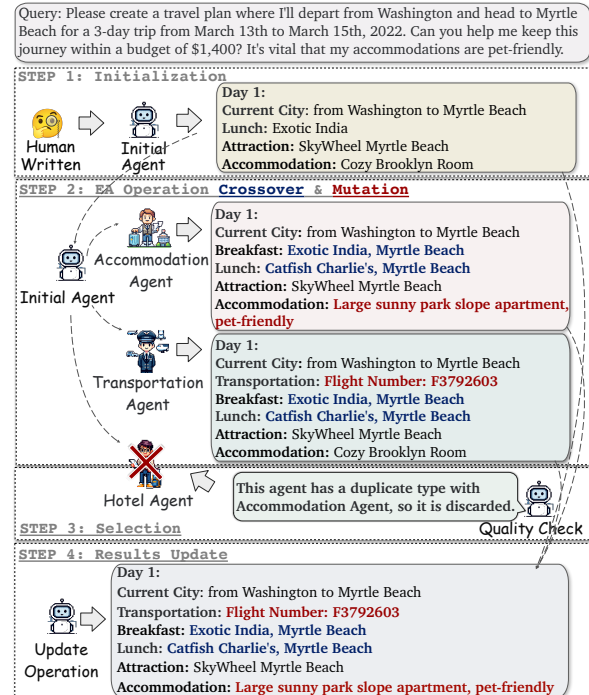 Query: Please create a travel plan where I'll depart from Washington and head to Myrtle
Beach for a 3-day trip from March 13th to March 15th, 2022. Can you help me keep this
journey within a budget of $1,400? It's vital that my accommodations are pet-friendly.
STEP 1: Initialization
Human
Written
Initial
Agent
Day 1:
Current City: from Washington to Myrtle Beach
Lunch: Exotic India
Attraction: SkyWheel Myrtle Beach
Accommodation: Cozy Brooklyn Room
STEP 2: EA Operation Crossover & Mutation
Initial Agent
Accommodation
Agent
Day 1:
Current City: from Washington to Myrtle Beach
Breakfast: Exotic India, Myrtle Beach
Lunch: Catfish Charlie's, Myrtle Beach
Attraction: SkyWheel Myrtle Beach
Accommodation: Large sunny park slope apartment,
pet-friendly
Transportation
Agent
Day 1:
Current City: from Washington to Myrtle Beach
Transportation: Flight Number: F3792603
Breakfast: Exotic India, Myrtle Beach
Lunch: Catfish Charlie's, Myrtle Beach
Attraction: SkyWheel Myrtle Beach
Accommodation: Cozy Brooklyn Room
Hotel Agent
This agent has a duplicate type with
Accommodation Agent, so it is discarded.
Quality Check
STEP 3: Selection
STEP 4: Results Update
Update
Operation
Day 1:
Current City: from Washington to Myrtle Beach
Transportation: Flight Number: F3792603
Breakfast: Exotic India, Myrtle Beach
Lunch: Catfish Charlie's, Myrtle Beach
Attraction: SkyWheel Myrtle Beach
Accommodation: Large sunny park slope apartment, pet-friendly